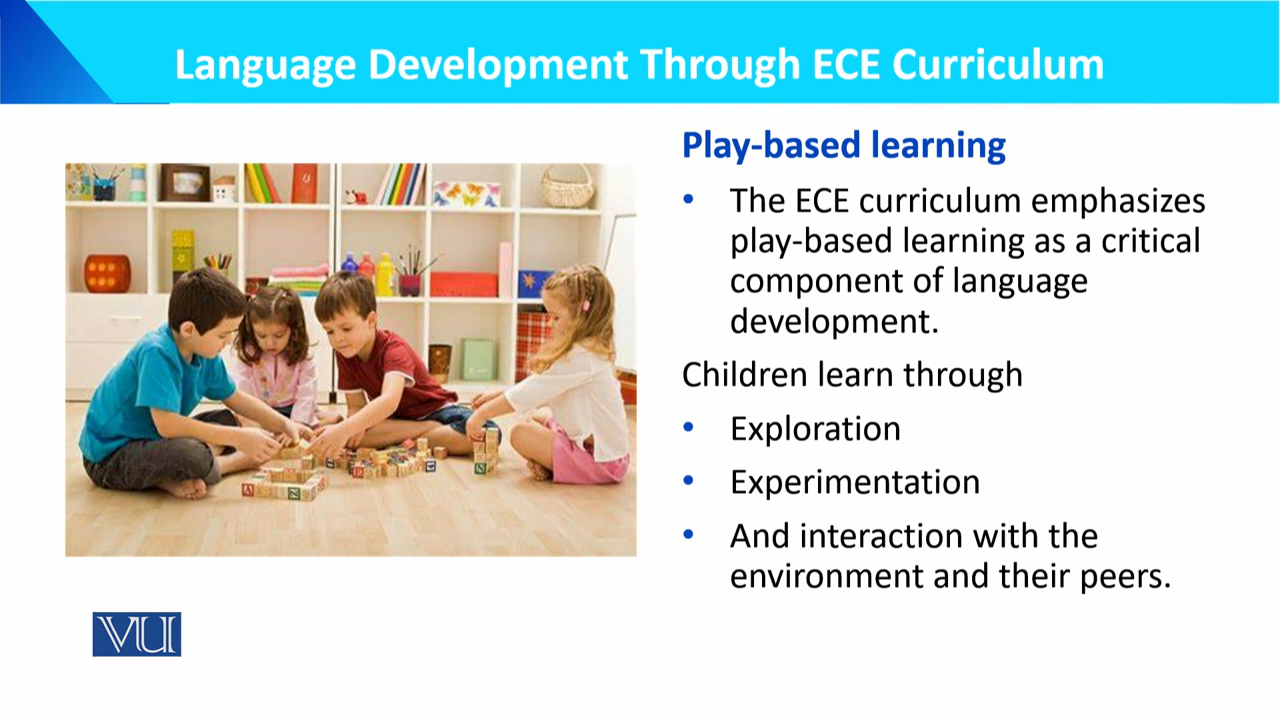 Language Development Through ECE Curriculum
Play-based learning
• The ECE curriculum emphasizes
play-based learning as a critical
component of language
development.
Children learn through
• Exploration
• Experimentation
• And interaction with the
environment and their peers.
VU